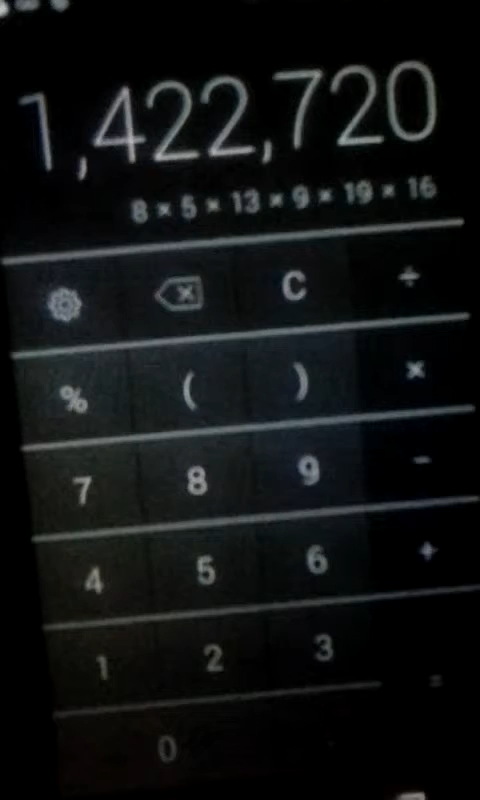 1,422,720
8 × 5 × 13 × 9 × 19 × 16
C ÷
% ( ) ×
7 8 9 -
4 5 6 +
1 2 3 =
0 .